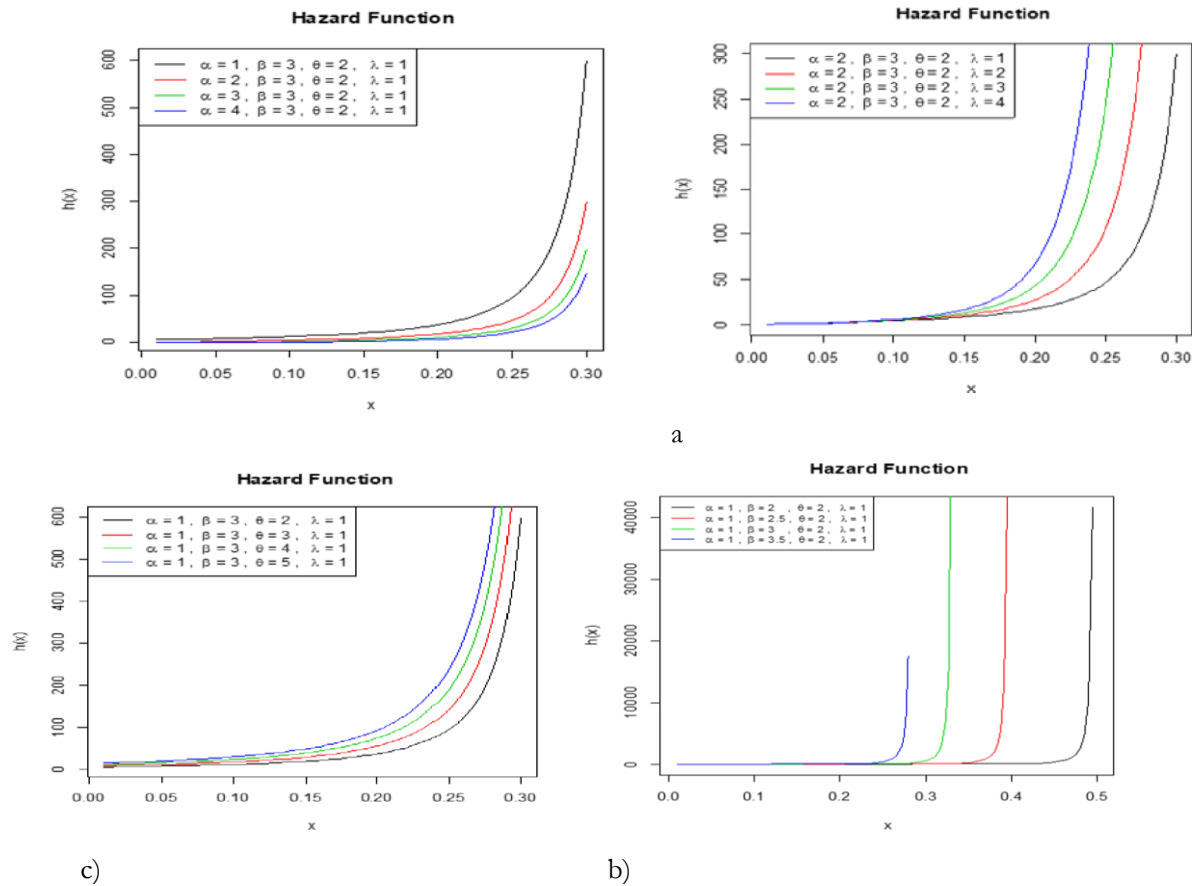 Hazard Function
α = 1 , β = 3 , θ = 2 , λ = 1
α = 2 , β = 3 , θ = 2 , λ = 1
α = 3 , β = 3 , θ = 2 , λ = 1
α = 4 , β = 3 , θ = 2 , λ = 1
h(x)
600
500
400
300
200
100
0
0.00 0.05 0.10 0.15 0.20 0.25 0.30
x
Hazard Function
α = 2 , β = 3 , θ = 2 , λ = 1
α = 2 , β = 3 , θ = 2 , λ = 2
α = 2 , β = 3 , θ = 2 , λ = 3
α = 2 , β = 3 , θ = 2 , λ = 4
h(x)
300
250
200
150
100
50
0
0.00 0.05 0.10 0.15 0.20 0.25 0.30
x
a
Hazard Function
α = 1 , β = 3 , θ = 2 , λ = 1
α = 1 , β = 3 , θ = 3 , λ = 1
α = 1 , β = 3 , θ = 4 , λ = 1
α = 1 , β = 3 , θ = 5 , λ = 1
h(x)
600
500
400
300
200
100
0
0.00 0.05 0.10 0.15 0.20 0.25 0.30
x
c)
Hazard Function
α = 1 , β = 2 , θ = 2 , λ = 1
α = 1 , β = 2.5 , θ = 2 , λ = 1
α = 1 , β = 3 , θ = 2 , λ = 1
α = 1 , β = 3.5 , θ = 2 , λ = 1
h(x)
40000
30000
20000
10000
0
0.0 0.1 0.2 0.3 0.4 0.5
x
b)